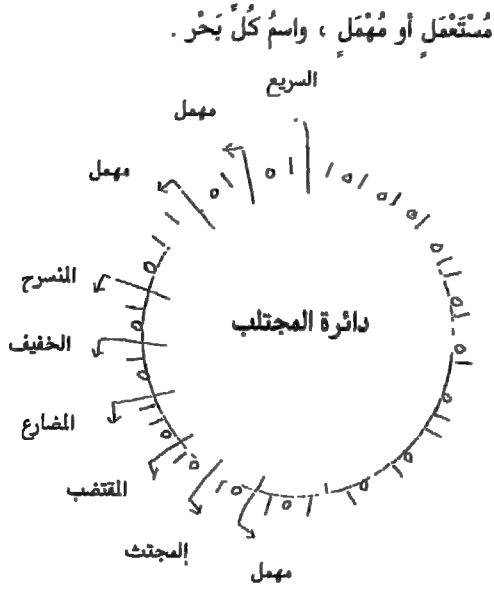 مُسْتَعْمَلٍ أو مُهْمَلٍ ، واسمُ كُلِّ بَحْر .
السريع
مهمل
مهمل
المنسرح
دائرة المجتلب
الخفيف
المضارع
المقتضب
المجتث
مهمل